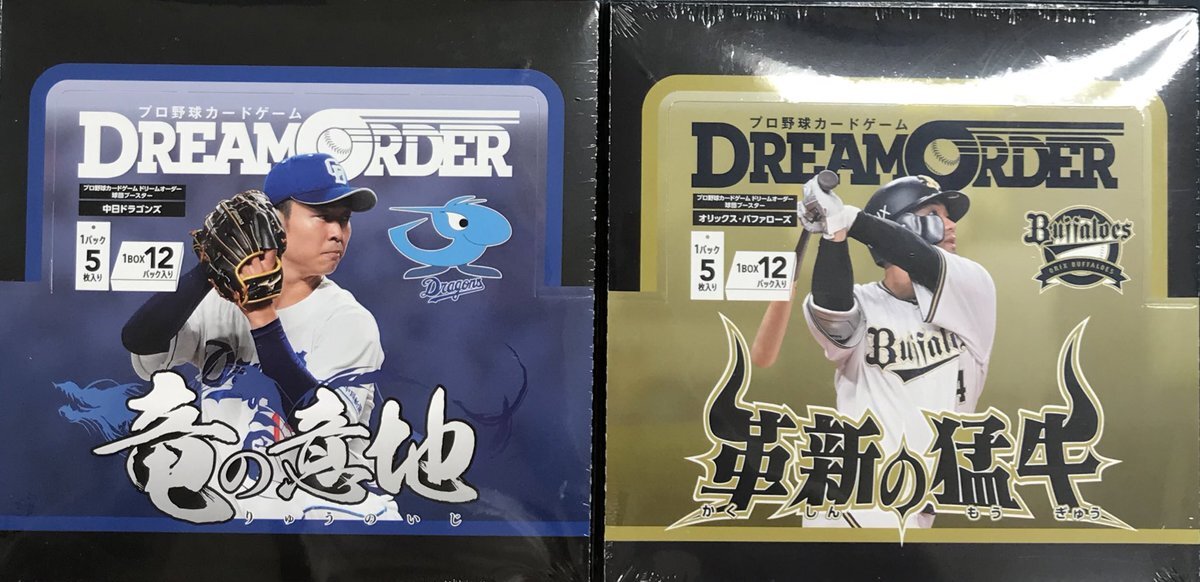 プロ野球カードゲーム
DREAM ORDER
プロ野球カードゲーム ドリームオーダー
球団ブースター
中日ドラゴンズ
1パック
5
枚入り
1BOX 12
パック入り
CD
Dragons
竜の意地
りゅうのいじ
プロ野球カードゲーム
DREAM ORDER
プロ野球カードゲーム ドリームオーダー
球団ブースター
オリックス・バファローズ
1パック
5
枚入り
1BOX 12
パック入り
Buffaloes
ORIX BUFFALOES
Buffalo
4
革新の猛牛
かくしんもうぎゅう